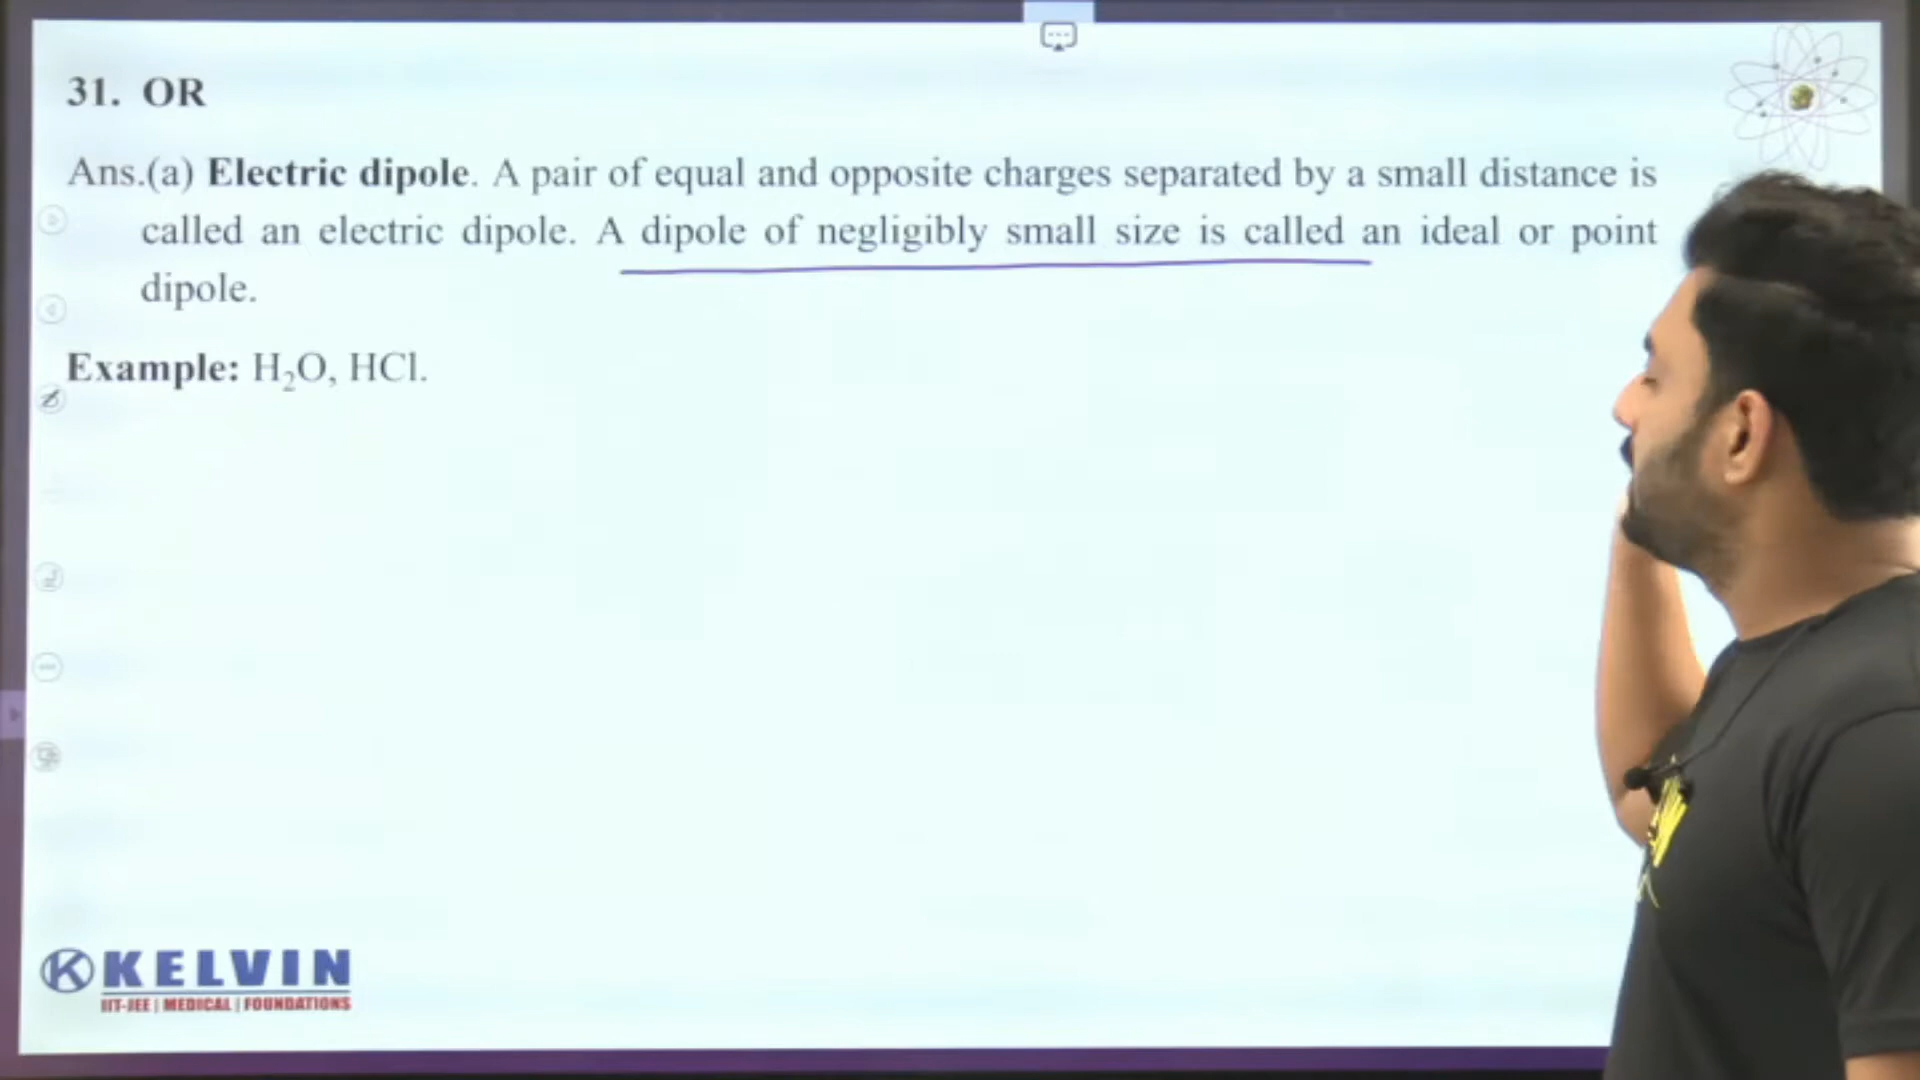 31. OR
Ans.(a) Electric dipole. A pair of equal and opposite charges separated by a small distance is
called an electric dipole. A dipole of negligibly small size is called an ideal or point
dipole.
Example: H₂O, HCl.
KELVIN
IIT-JEE | MEDICAL | FOUNDATIONS